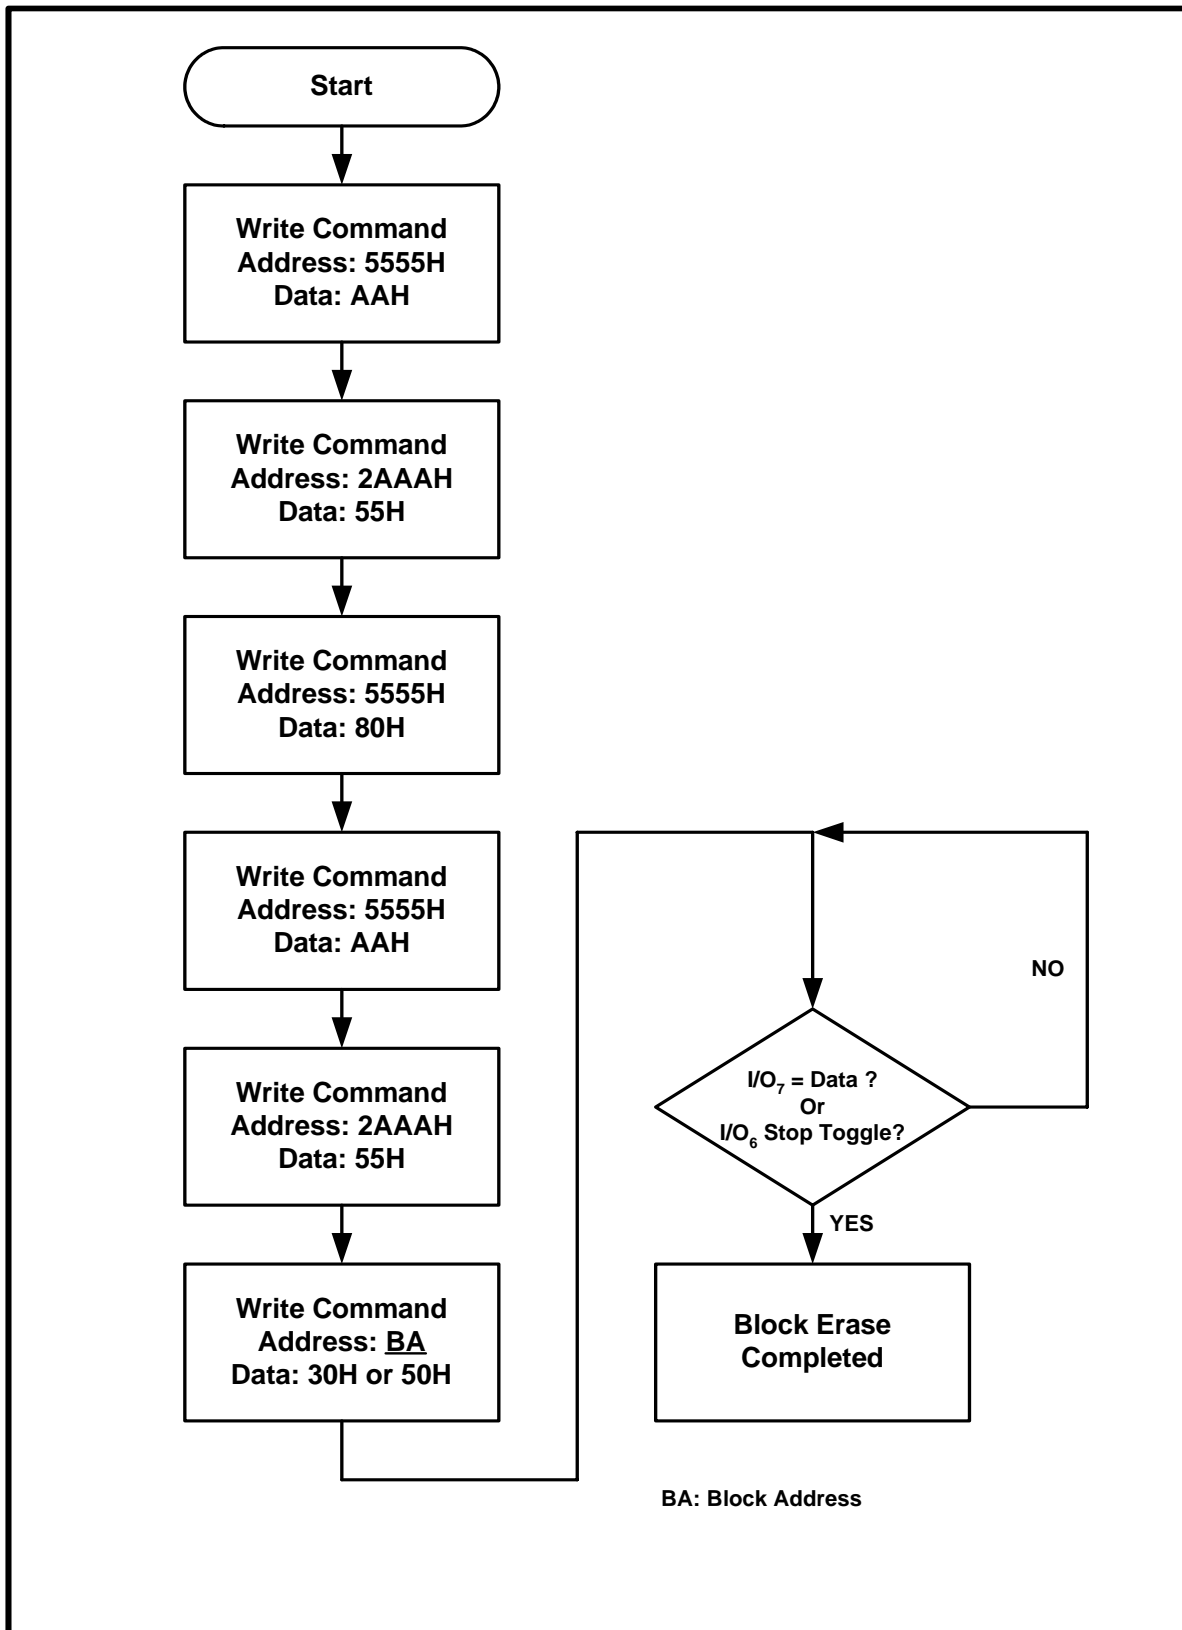 Start
Write Command
Address: 5555H
Data: AAH
Write Command
Address: 2AAAH
Data: 55H
Write Command
Address: 5555H
Data: 80H
Write Command
Address: 5555H
Data: AAH
Write Command
Address: 2AAAH
Data: 55H
Write Command
Address: BA
Data: 30H or 50H
NO
I/O7 = Data ?
Or
I/O6 Stop Toggle?
YES
Block Erase
Completed
BA: Block Address